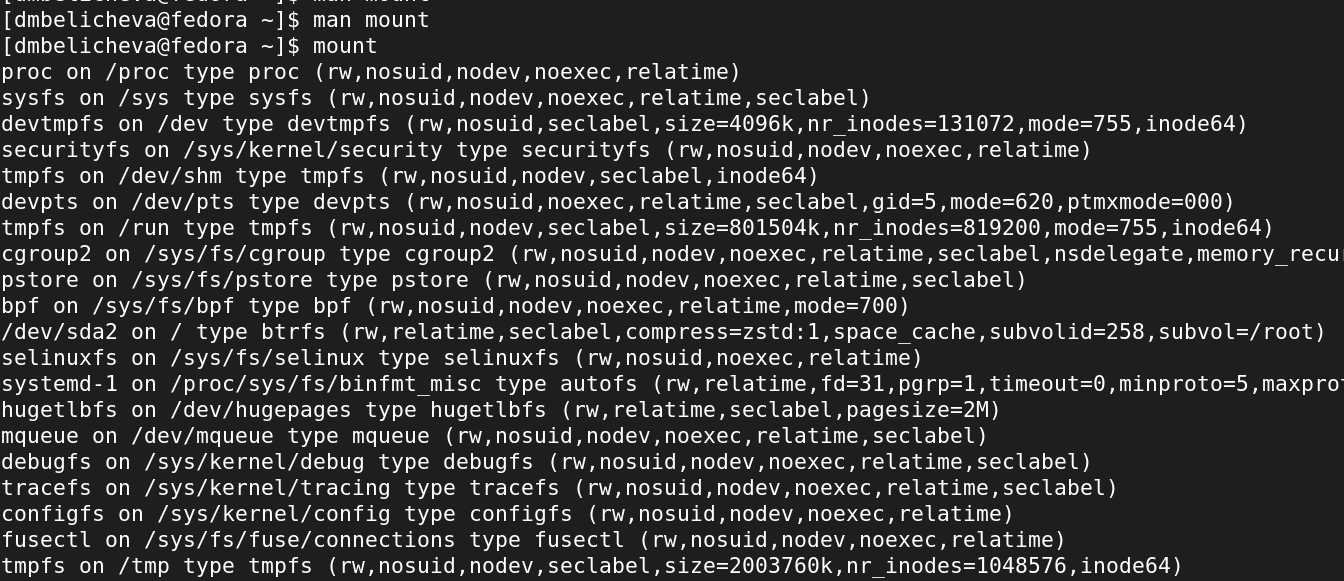 [dmbelicheva@fedora ~]$ man mount
[dmbelicheva@fedora ~]$ mount
proc on /proc type proc (rw,nosuid,nodev,noexec,relatime)
sysfs on /sys type sysfs (rw,nosuid,nodev,noexec,relatime,seclabel)
devtmpfs on /dev type devtmpfs (rw,nosuid,seclabel,size=4096k,nr_inodes=131072,mode=755,inode64)
securityfs on /sys/kernel/security type securityfs (rw,nosuid,nodev,noexec,relatime)
tmpfs on /dev/shm type tmpfs (rw,nosuid,nodev,seclabel,inode64)
devpts on /dev/pts type devpts (rw,nosuid,noexec,relatime,seclabel,gid=5,mode=620,ptmxmode=000)
tmpfs on /run type tmpfs (rw,nosuid,nodev,seclabel,size=801504k,nr_inodes=819200,mode=755,inode64)
cgroup2 on /sys/fs/cgroup type cgroup2 (rw,nosuid,nodev,noexec,relatime,seclabel,nsdelegate,memory_recu
pstore on /sys/fs/pstore type pstore (rw,nosuid,nodev,noexec,relatime,seclabel)
bpf on /sys/fs/bpf type bpf (rw,nosuid,nodev,noexec,relatime,mode=700)
/dev/sda2 on / type btrfs (rw,relatime,seclabel,compress=zstd:1,space_cache,subvolid=258,subvol=/root)
selinuxfs on /sys/fs/selinux type selinuxfs (rw,nosuid,noexec,relatime)
systemd-1 on /proc/sys/fs/binfmt_misc type autofs (rw,relatime,fd=31,pgrp=1,timeout=0,minproto=5,maxpro
hugetlbfs on /dev/hugepages type hugetlbfs (rw,relatime,seclabel,pagesize=2M)
mqueue on /dev/mqueue type mqueue (rw,nosuid,nodev,noexec,relatime,seclabel)
debugfs on /sys/kernel/debug type debugfs (rw,nosuid,nodev,noexec,relatime,seclabel)
tracefs on /sys/kernel/tracing type tracefs (rw,nosuid,nodev,noexec,relatime,seclabel)
configfs on /sys/kernel/config type configfs (rw,nosuid,nodev,noexec,relatime)
fusectl on /sys/fs/fuse/connections type fusectl (rw,nosuid,nodev,noexec,relatime)
tmpfs on /tmp type tmpfs (rw,nosuid,nodev,seclabel,size=2003760k,nr_inodes=1048576,inode64)